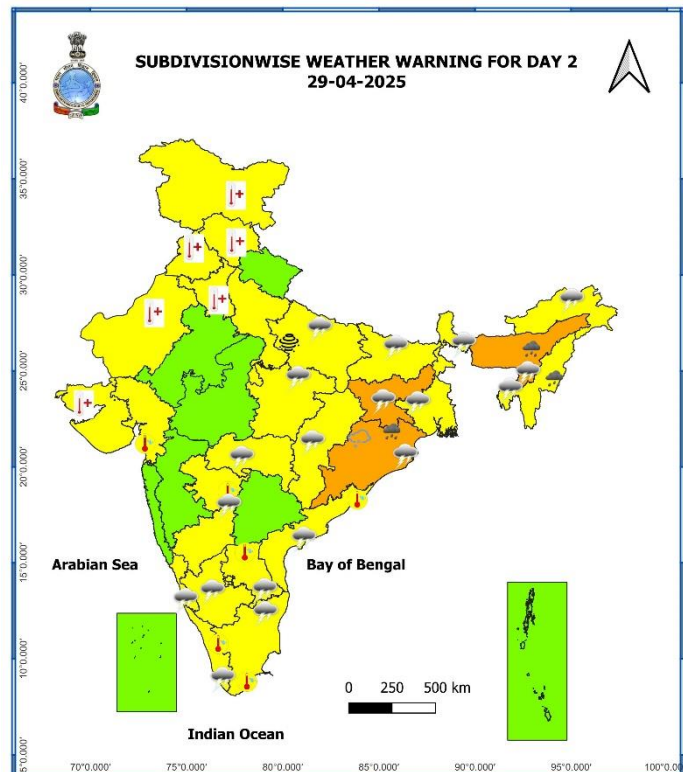 SUBDIVISIONWISE WEATHER WARNING FOR DAY 2
29-04-2025
40°0.000'
35°0.000'
30°0.000'
25°0.000'
20°0.000'
15°0.000'
10°0.000'
5°0.000'
Arabian Sea
Bay of Bengal
0 250 500 km
Indian Ocean
70°0.000' 75°0.000' 80°0.000' 85°0.000' 90°0.000' 95°0.000' 100°0.0